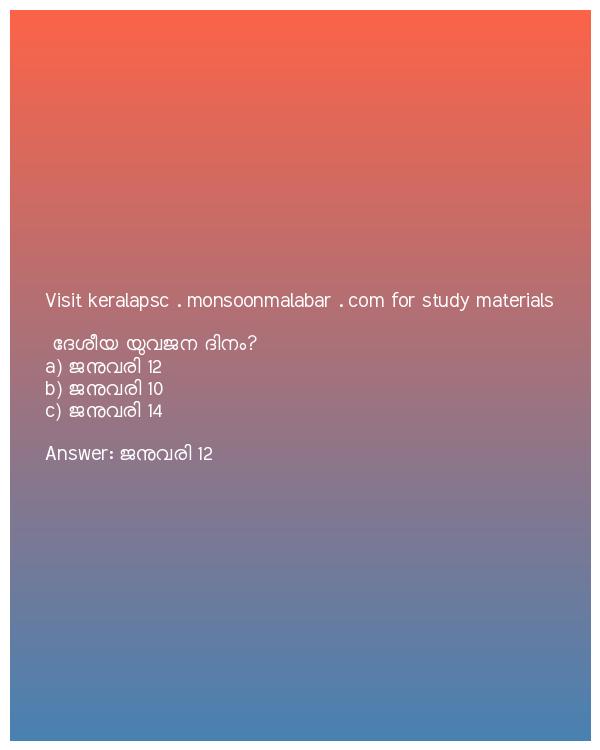 Visit keralapsc . monsoonmalabar . com for study materials
ദേശീയ യുവജന ദിനം?
a) ജനുവരി 12
b) ജനുവരി 10
c) ജനുവരി 14
Answer: ജനുവരി 12